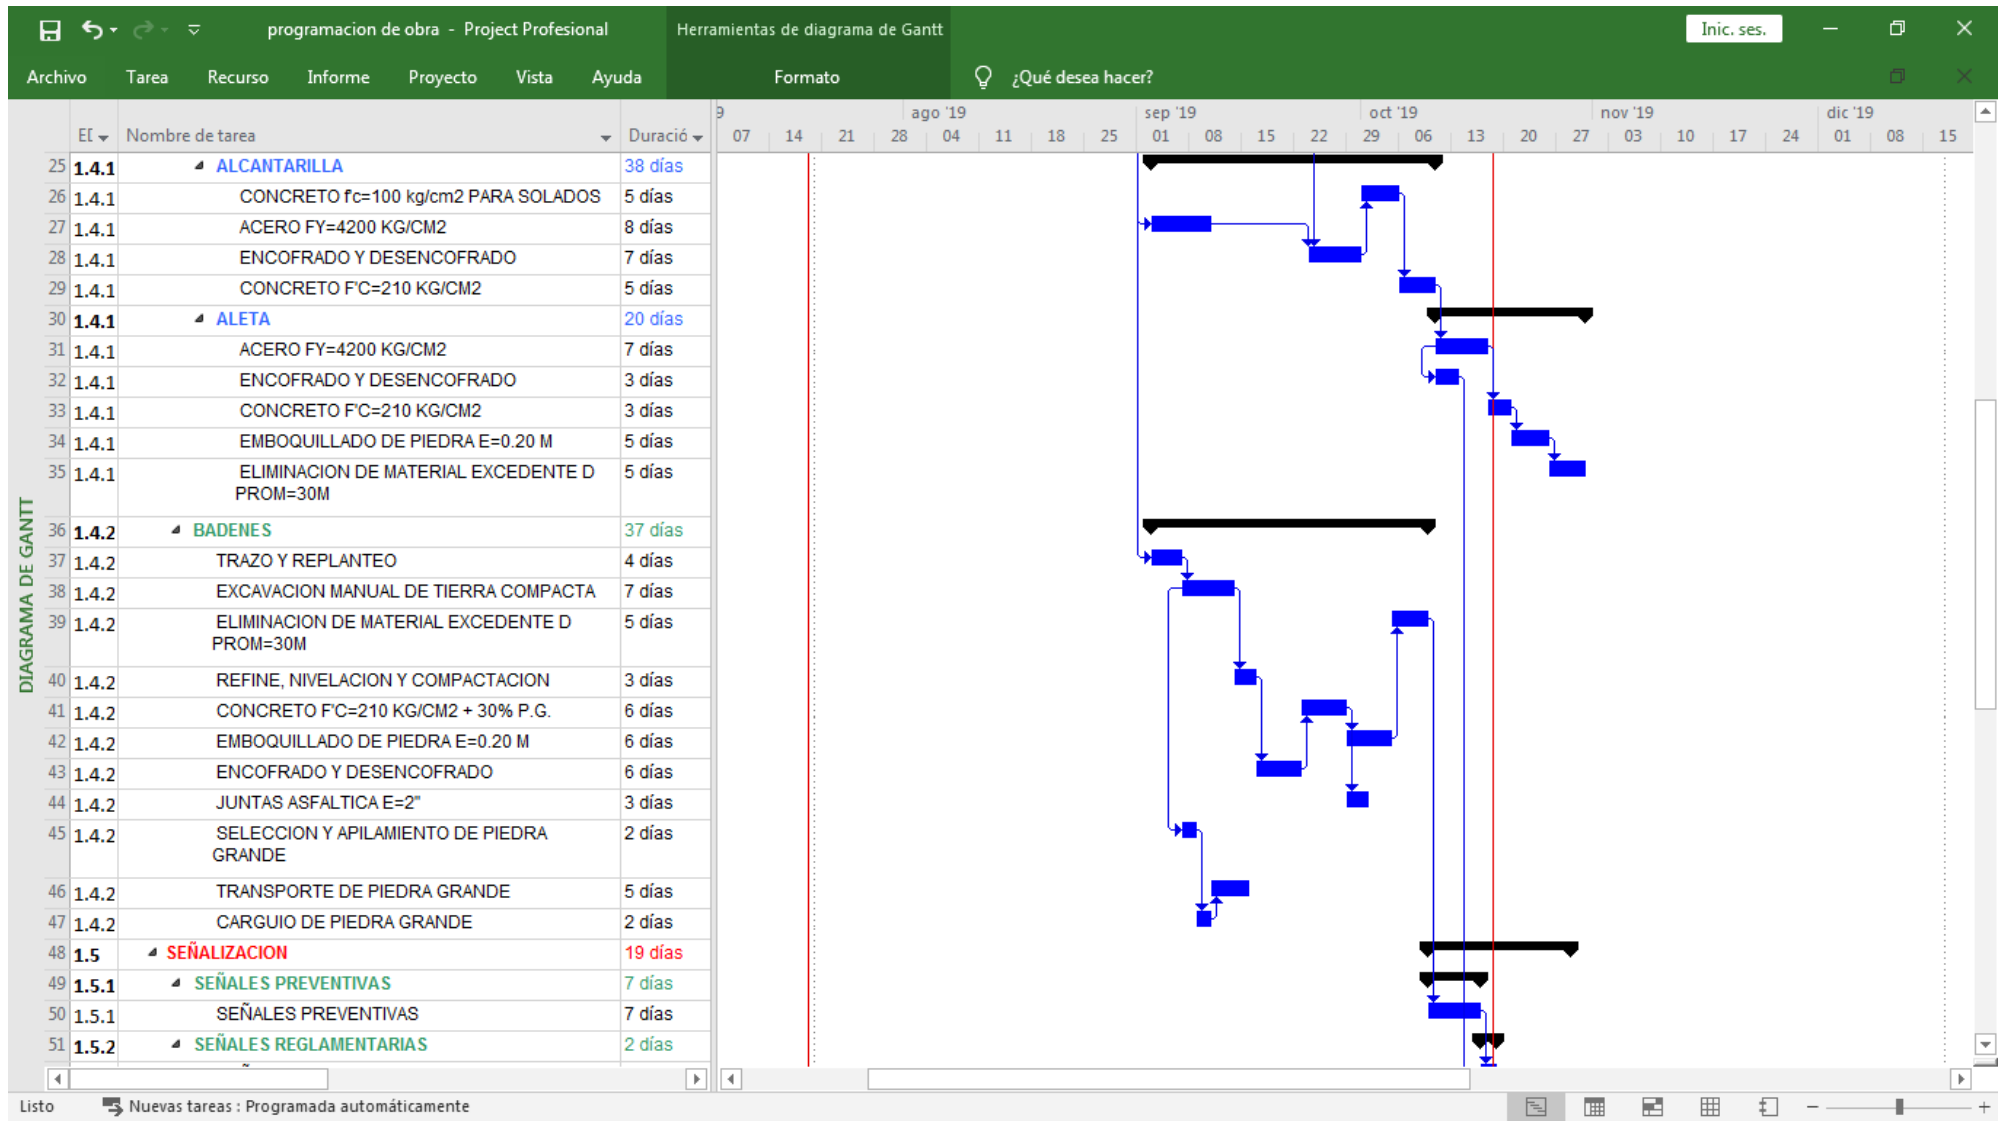 programacion de obra - Project Profesional
Herramientas de diagrama de Gantt
Inic. ses.
Archivo Tarea Recurso Informe Proyecto Vista Ayuda Formato ¿Qué desea hacer?
9 ago '19 sep '19 oct '19 nov '19 dic '19
Nombre de tarea Duració 07 14 21 28 04 11 18 25 01 08 15 22 29 06 13 20 27 03 10 17 24 01 08 15
25 1.4.1 ALCANTARILLA 38 días
26 1.4.1 CONCRETO f'c=100 kg/cm2 PARA SOLADOS 5 días
27 1.4.1 ACERO FY=4200 KG/CM2 8 días
28 1.4.1 ENCOFRADO Y DESENCOFRADO 7 días
29 1.4.1 CONCRETO F'C=210 KG/CM2 5 días
30 1.4.1 ALETA 20 días
31 1.4.1 ACERO FY=4200 KG/CM2 7 días
32 1.4.1 ENCOFRADO Y DESENCOFRADO 3 días
33 1.4.1 CONCRETO F'C=210 KG/CM2 3 días
34 1.4.1 EMBOQUILLADO DE PIEDRA E=0.20 M 5 días
35 1.4.1 ELIMINACION DE MATERIAL EXCEDENTE D 5 días
PROM=30M
36 1.4.2 BADENES 37 días
37 1.4.2 TRAZO Y REPLANTEO 4 días
38 1.4.2 EXCAVACION MANUAL DE TIERRA COMPACTA 7 días
39 1.4.2 ELIMINACION DE MATERIAL EXCEDENTE D 5 días
PROM=30M
40 1.4.2 REFINE, NIVELACION Y COMPACTACION 3 días
41 1.4.2 CONCRETO F'C=210 KG/CM2 + 30% P.G. 6 días
42 1.4.2 EMBOQUILLADO DE PIEDRA E=0.20 M 6 días
43 1.4.2 ENCOFRADO Y DESENCOFRADO 6 días
44 1.4.2 JUNTAS ASFALTICA E=2" 3 días
45 1.4.2 SELECCION Y APILAMIENTO DE PIEDRA 2 días
GRANDE
46 1.4.2 TRANSPORTE DE PIEDRA GRANDE 5 días
47 1.4.2 CARGUIO DE PIEDRA GRANDE 2 días
48 1.5 SEÑALIZACION 19 días
49 1.5.1 SEÑALES PREVENTIVAS 7 días
50 1.5.1 SEÑALES PREVENTIVAS 7 días
51 1.5.2 SEÑALES REGLAMENTARIAS 2 días
DIAGRAMA DE GANTT
Listo Nuevas tareas : Programada automáticamente